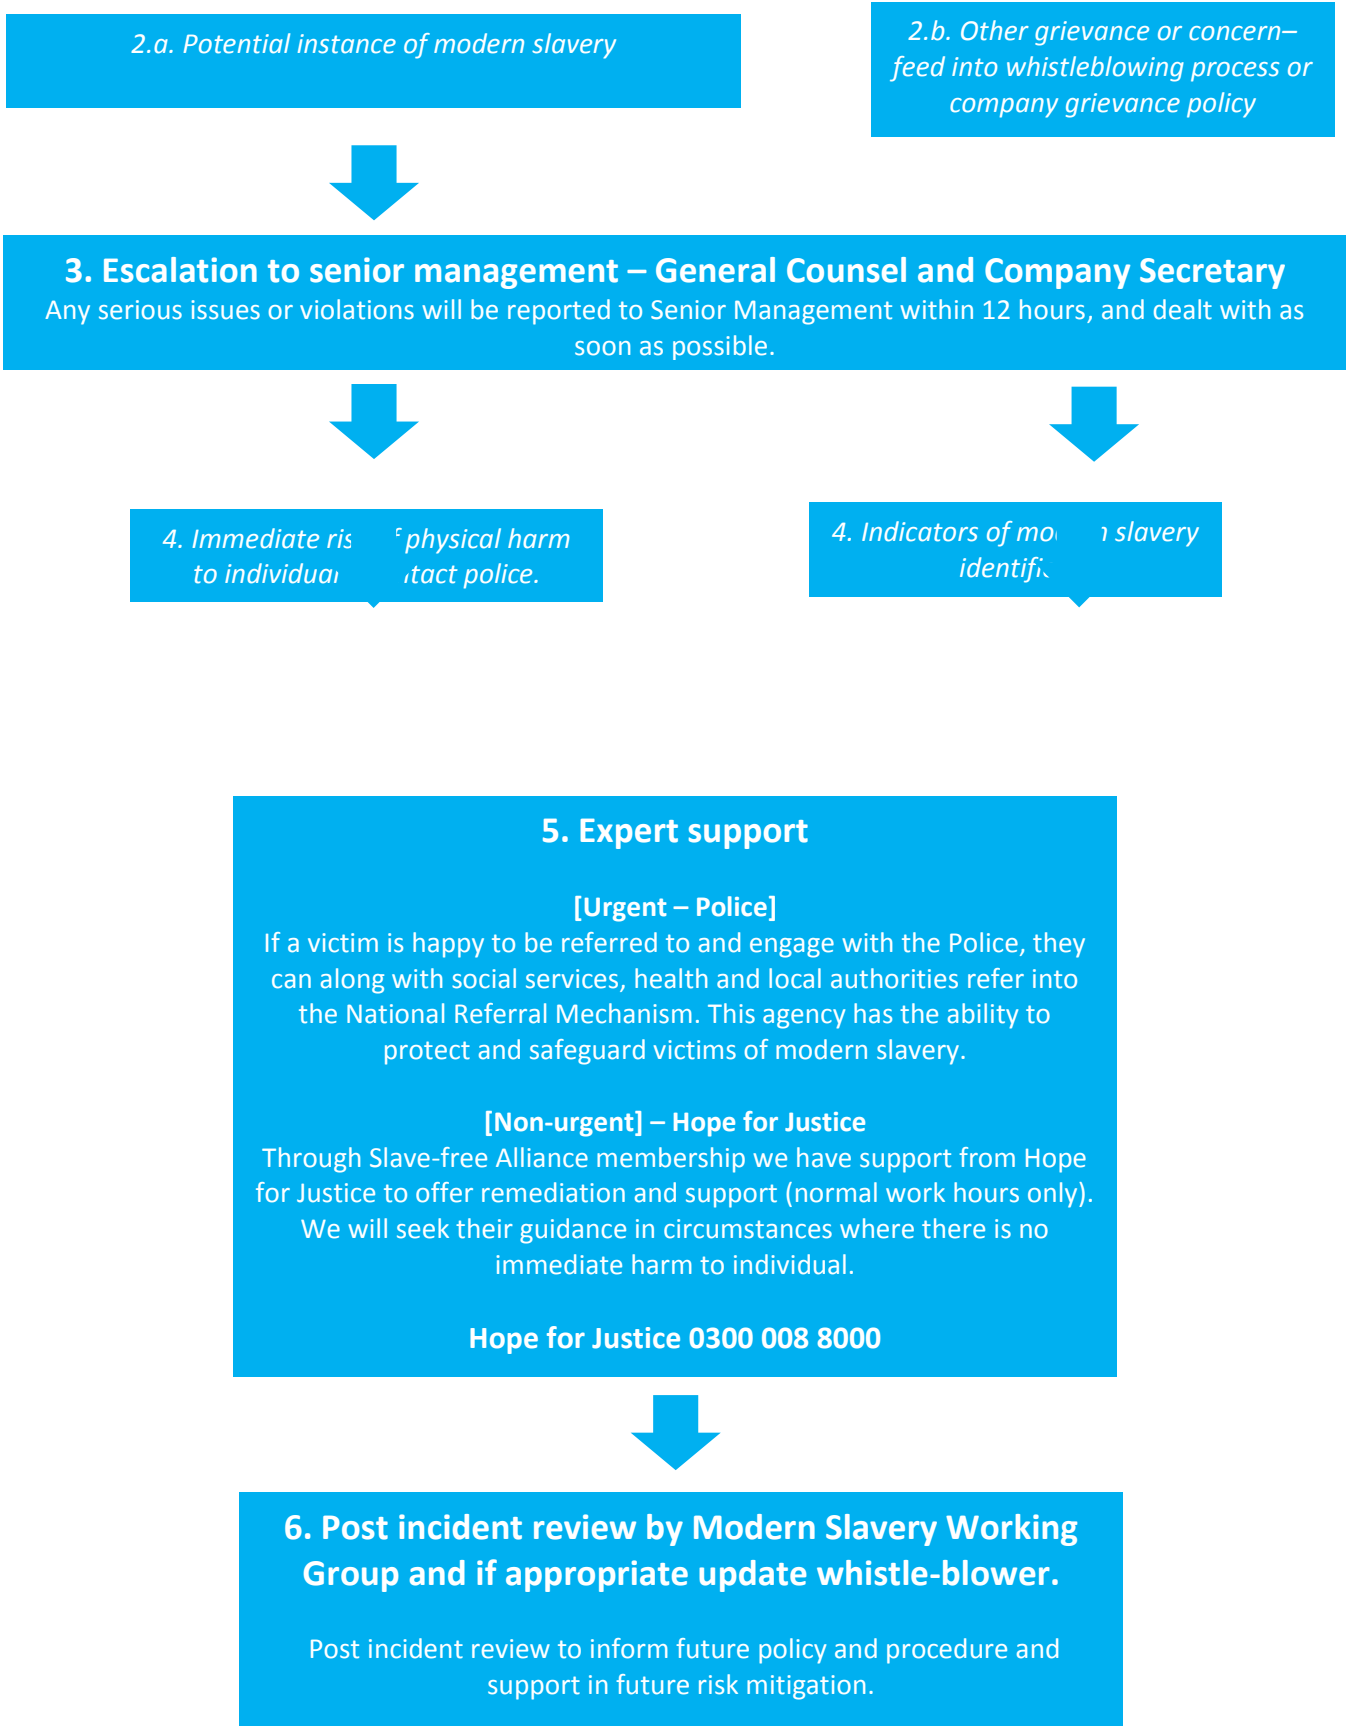 2.a. Potential instance of modern slavery
2.b. Other grievance or concern–
feed into whistleblowing process or
company grievance policy
3. Escalation to senior management – General Counsel and Company Secretary
Any serious issues or violations will be reported to Senior Management within 12 hours, and dealt with as
soon as possible.
4. Immediate physical harm
to police.
4. Indicators of slavery
5. Expert support
[Urgent – Police]
If a victim is happy to be referred to and engage with the Police, they
can along with social services, health and local authorities refer into
the National Referral Mechanism. This agency has the ability to
protect and safeguard victims of modern slavery.
[Non-urgent] – Hope for Justice
Through Slave-free Alliance membership we have support from Hope
for Justice to offer remediation and support (normal work hours only).
We will seek their guidance in circumstances where there is no
immediate harm to individual.
Hope for Justice 0300 008 8000
6. Post incident review by Modern Slavery Working
Group and if appropriate update whistle-blower.
Post incident review to inform future policy and procedure and
support in future risk mitigation.